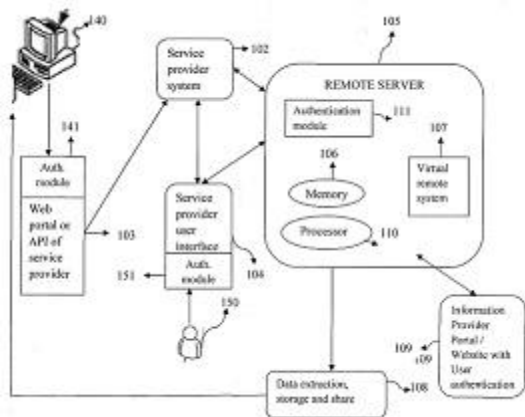 140
Service
provider
system
102
105
REMOTE SERVER
Authentication
module
111
107
106
Memory
Virtual
remote
system
Processor
110
141
Auth.
module
Web
portal or
API of
service
provider
103
Service
provider
user
interface
Auth.
module
104
151
150
Information
Provider
Portal /
Website with
User
authentication
109
109
Data extraction,
storage and share
108